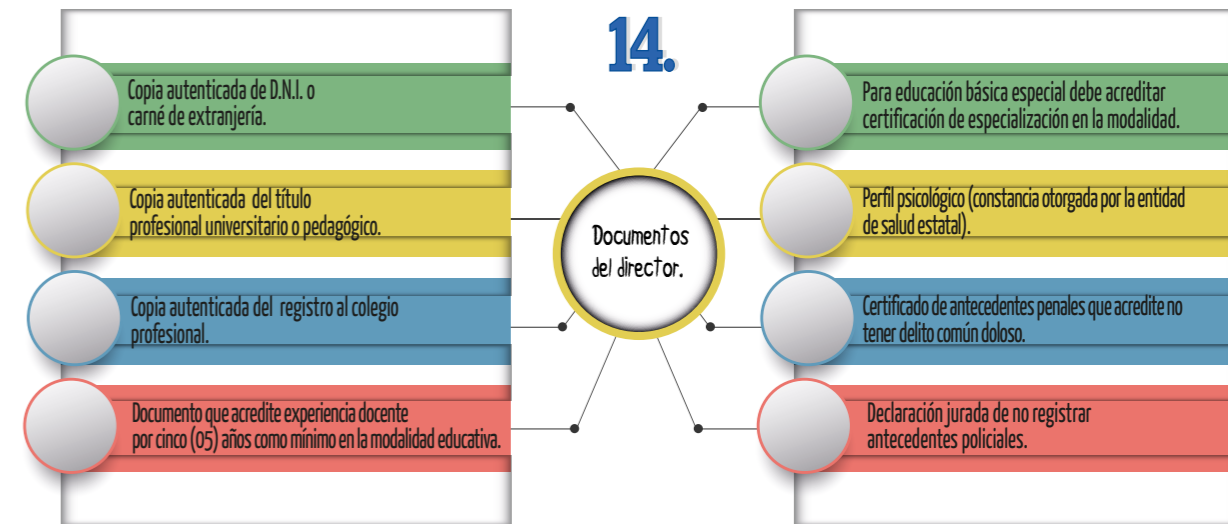 14.
Copia autenticada de D.N.I. o
carné de extranjería.
Copia autenticada del título
profesional universitario o pedagógico.
Copia autenticada del registro al colegio
profesional.
Documento que acredite experiencia docente
por cinco (05) años como mínimo en la modalidad educativa.
Documentos
del director.
Para educación básica especial debe acreditar
certificación de especialización en la modalidad.
Perfil psicológico (constancia otorgada por la entidad
de salud estatal).
Certificado de antecedentes penales que acredite no
tener delito común doloso.
Declaración jurada de no registrar
antecedentes policiales.